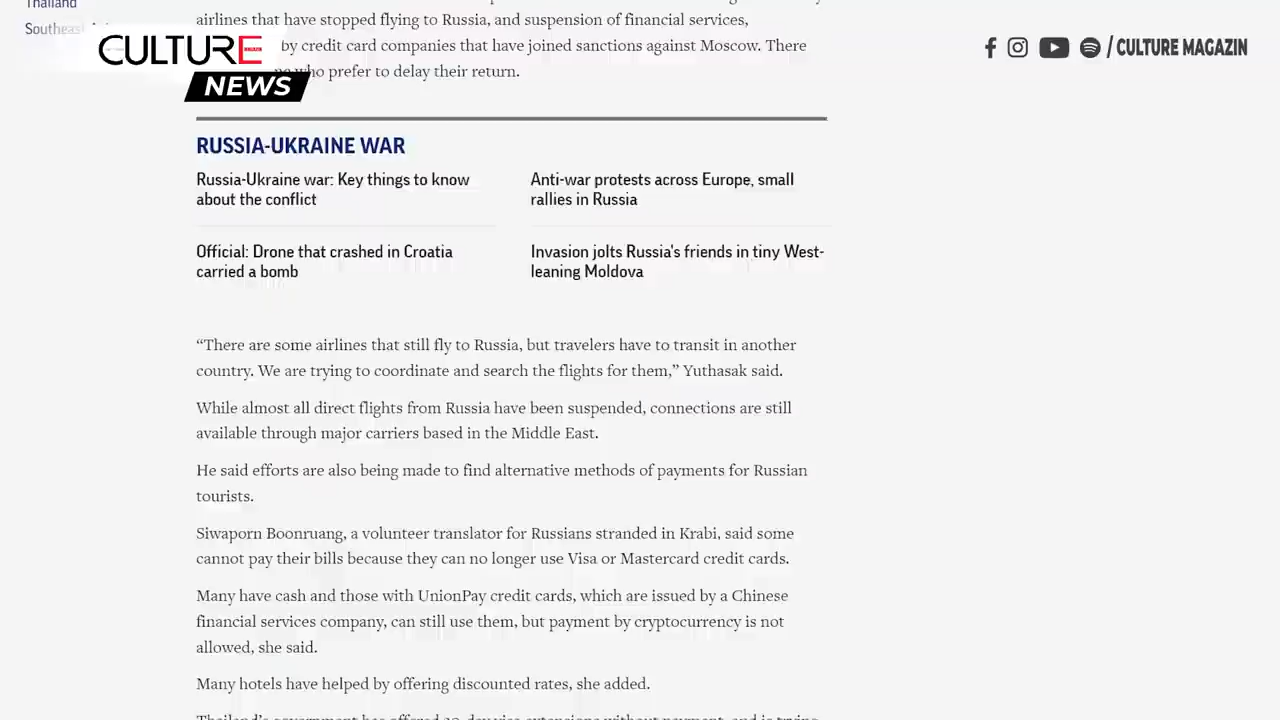 Thailand
airlines that have stopped flying to Russia, and suspension of financial services,
CULTURE
NEWS
/ CULTURE MAGAZIN
by credit card companies that have joined sanctions against Moscow. There
who prefer to delay their return.
RUSSIA-UKRAINE WAR
Russia-Ukraine war: Key things to know
about the conflict
Anti-war protests across Europe, small
rallies in Russia
Official: Drone that crashed in Croatia
carried a bomb
Invasion jolts Russia's friends in tiny West-
leaning Moldova
“There are some airlines that still fly to Russia, but travelers have to transit in another
country. We are trying to coordinate and search the flights for them,” Yuthasak said.
While almost all direct flights from Russia have been suspended, connections are still
available through major carriers based in the Middle East.
He said efforts are also being made to find alternative methods of payments for Russian
tourists.
Siwaporn Boonruang, a volunteer translator for Russians stranded in Krabi, said some
cannot pay their bills because they can no longer use Visa or Mastercard credit cards.
Many have cash and those with UnionPay credit cards, which are issued by a Chinese
financial services company, can still use them, but payment by cryptocurrency is not
allowed, she said.
Many hotels have helped by offering discounted rates, she added.